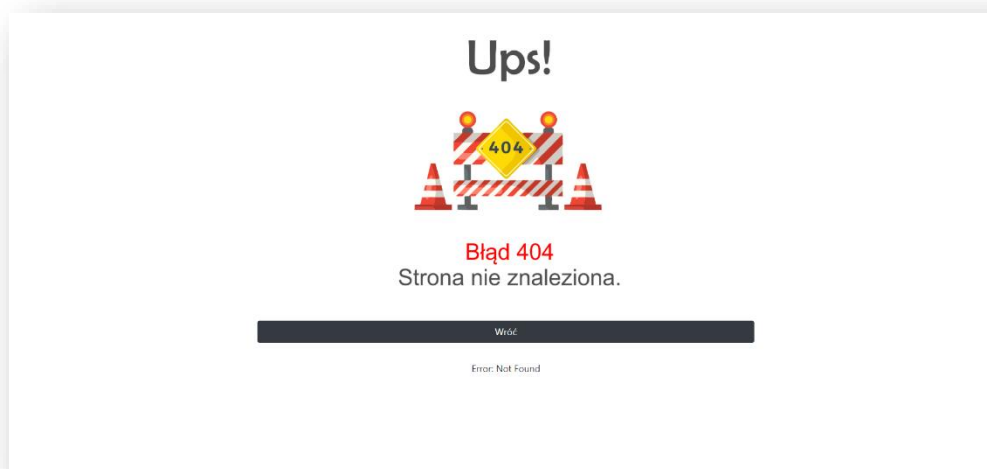 Ups!
404
Błąd 404
Strona nie znaleziona.
Wróć
Error: Not Found